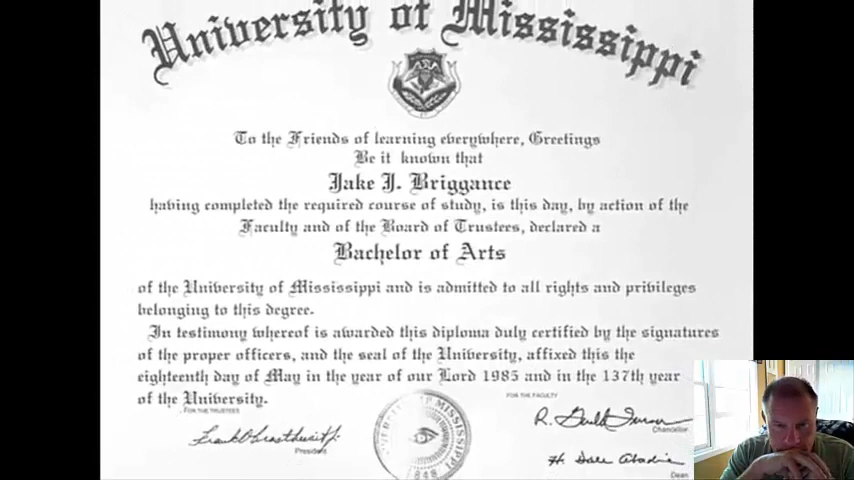 University of Mississippi
To the Friends of learning everywhere, Greetings
Be it known that
Jake J. Briggance
having completed the required course of study, is this day, by action of the
Faculty and of the Board of Trustees, declared a
Bachelor of Arts
of the University of Mississippi and is admitted to all rights and privileges
belonging to this degree.
In testimony whereof is awarded this diploma duly certified by the signatures
of the proper officers, and the seal of the University, affixed this the
eighteenth day of May in the year of our Lord 1985 and in the 137th year
of the University.
FOR THE TRUSTEES
FOR THE FACULTY
President
Chancellor
Dean